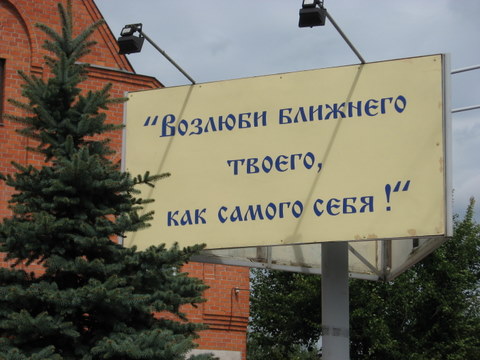 “Возлюби ближнего
твоего,
как самого себя!“